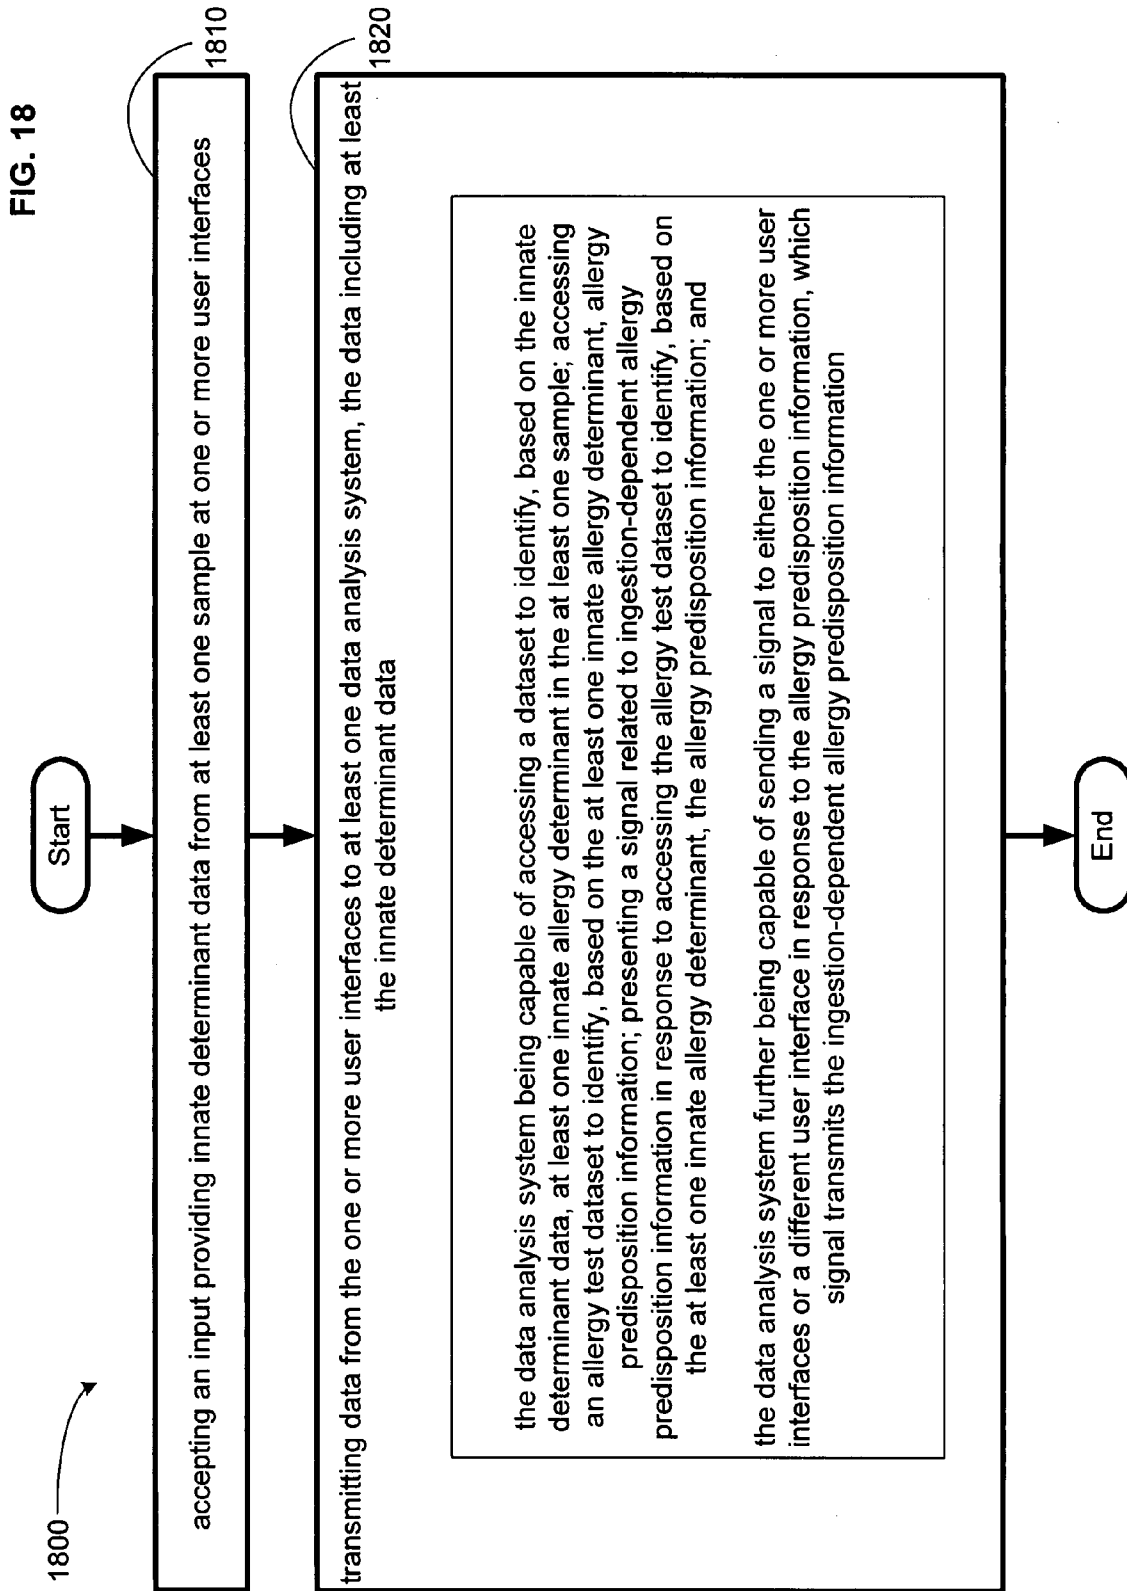 FIG. 18
1800
Start
1810
accepting an input providing innate determinant data from at least one sample at one or more user interfaces
1820
transmitting data from the one or more user interfaces to at least one data analysis system, the data including at least
the innate determinant data
the data analysis system being capable of accessing a dataset to identify, based on the innate
determinant data, at least one innate allergy determinant in the at least one sample; accessing
an allergy test dataset to identify, based on the at least one innate allergy determinant, allergy
predisposition information; presenting a signal related to ingestion-dependent allergy
predisposition information in response to accessing the allergy test dataset to identify, based on
the at least one innate allergy determinant, the allergy predisposition information; and
the data analysis system further being capable of sending a signal to either the one or more user
interfaces or a different user interface in response to the allergy predisposition information, which
signal transmits the ingestion-dependent allergy predisposition information
End